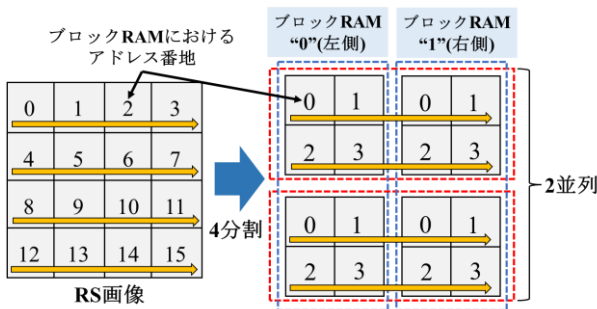 ブロックRAMにおける
アドレス番地
ブロックRAM
“0”(左側)
ブロックRAM
“1”(右側)
0 1 2 3
4 5 6 7
8 9 10 11
12 13 14 15
RS画像
4分割
0 1 0 1
2 3 2 3
0 1 0 1
2 3 2 3
2並列